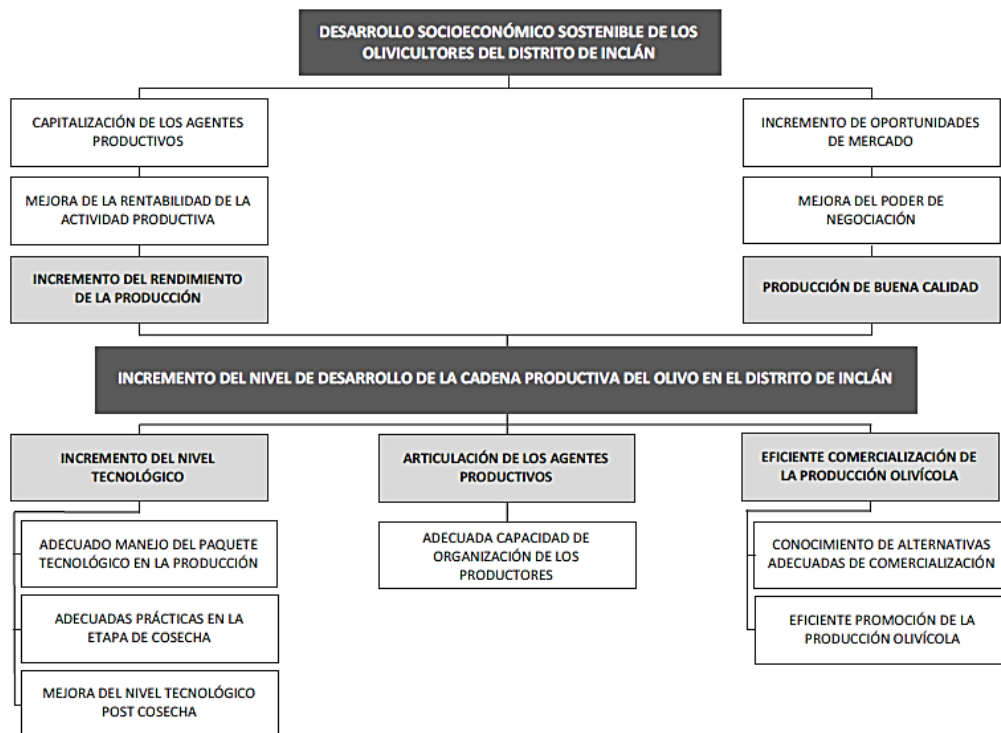 DESARROLLO SOCIOECONÓMICO SOSTENIBLE DE LOS
OLIVICULTORES DEL DISTRITO DE INCLÁN
CAPITALIZACIÓN DE LOS AGENTES
PRODUCTIVOS
INCREMENTO DE OPORTUNIDADES
DE MERCADO
MEJORA DE LA RENTABILIDAD DE LA
ACTIVIDAD PRODUCTIVA
MEJORA DEL PODER DE
NEGOCIACIÓN
INCREMENTO DEL RENDIMIENTO
DE LA PRODUCCIÓN
PRODUCCIÓN DE BUENA CALIDAD
INCREMENTO DEL NIVEL DE DESARROLLO DE LA CADENA PRODUCTIVA DEL OLIVO EN EL DISTRITO DE INCLÁN
INCREMENTO DEL NIVEL
TECNOLÓGICO
ARTICULACIÓN DE LOS AGENTES
PRODUCTIVOS
EFICIENTE COMERCIALIZACIÓN DE
LA PRODUCCIÓN OLIVÍCOLA
ADECUADO MANEJO DEL PAQUETE
TECNOLÓGICO EN LA PRODUCCIÓN
ADECUADA CAPACIDAD DE
ORGANIZACIÓN DE LOS
PRODUCTORES
CONOCIMIENTO DE ALTERNATIVAS
ADECUADAS DE COMERCIALIZACIÓN
ADECUADAS PRÁCTICAS EN LA
ETAPA DE COSECHA
EFICIENTE PROMOCIÓN DE LA
PRODUCCIÓN OLIVÍCOLA
MEJORA DEL NIVEL TECNOLÓGICO
POST COSECHA